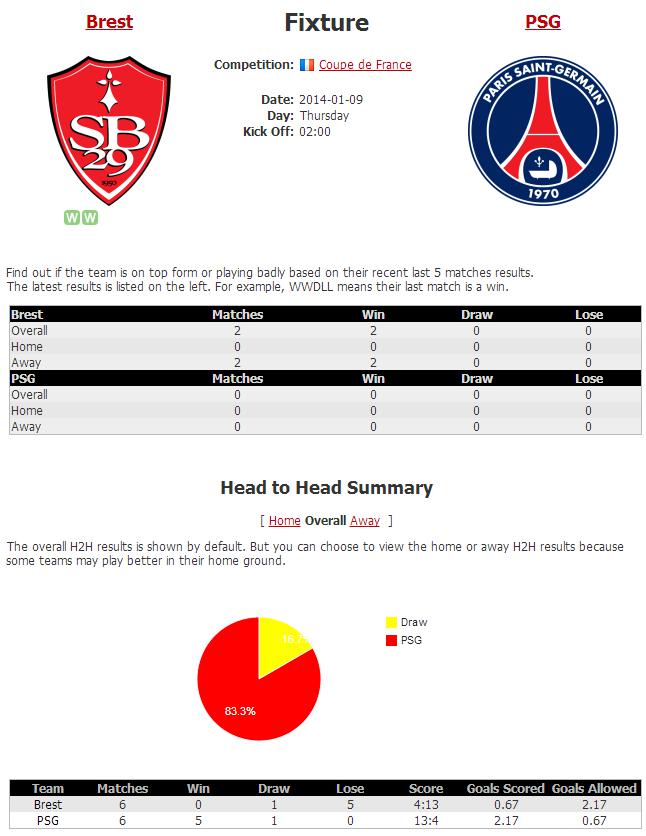 Brest
Fixture
PSG
Competition: Coupe de France
Date: 2014-01-09
Day: Thursday
Kick Off: 02:00
SB
29
1950
PARIS SAINT-GERMAIN
1970
W W
Find out if the team is on top form or playing badly based on their recent last 5 matches results.
The latest results is listed on the left. For example, WWDLL means their last match is a win.
Brest Matches Win Draw Lose
Overall 2 2 0 0
Home 0 0 0 0
Away 2 2 0 0
PSG Matches Win Draw Lose
Overall 0 0 0 0
Home 0 0 0 0
Away 0 0 0 0
Head to Head Summary
[ Home Overall Away ]
The overall H2H results is shown by default. But you can choose to view the home or away H2H results because
some teams may play better in their home ground.
16.7
83.3%
Draw
PSG
Team Matches Win Draw Lose Score Goals Scored Goals Allowed
Brest 6 0 1 5 4:13 0.67 2.17
PSG 6 5 1 0 13:4 2.17 0.67